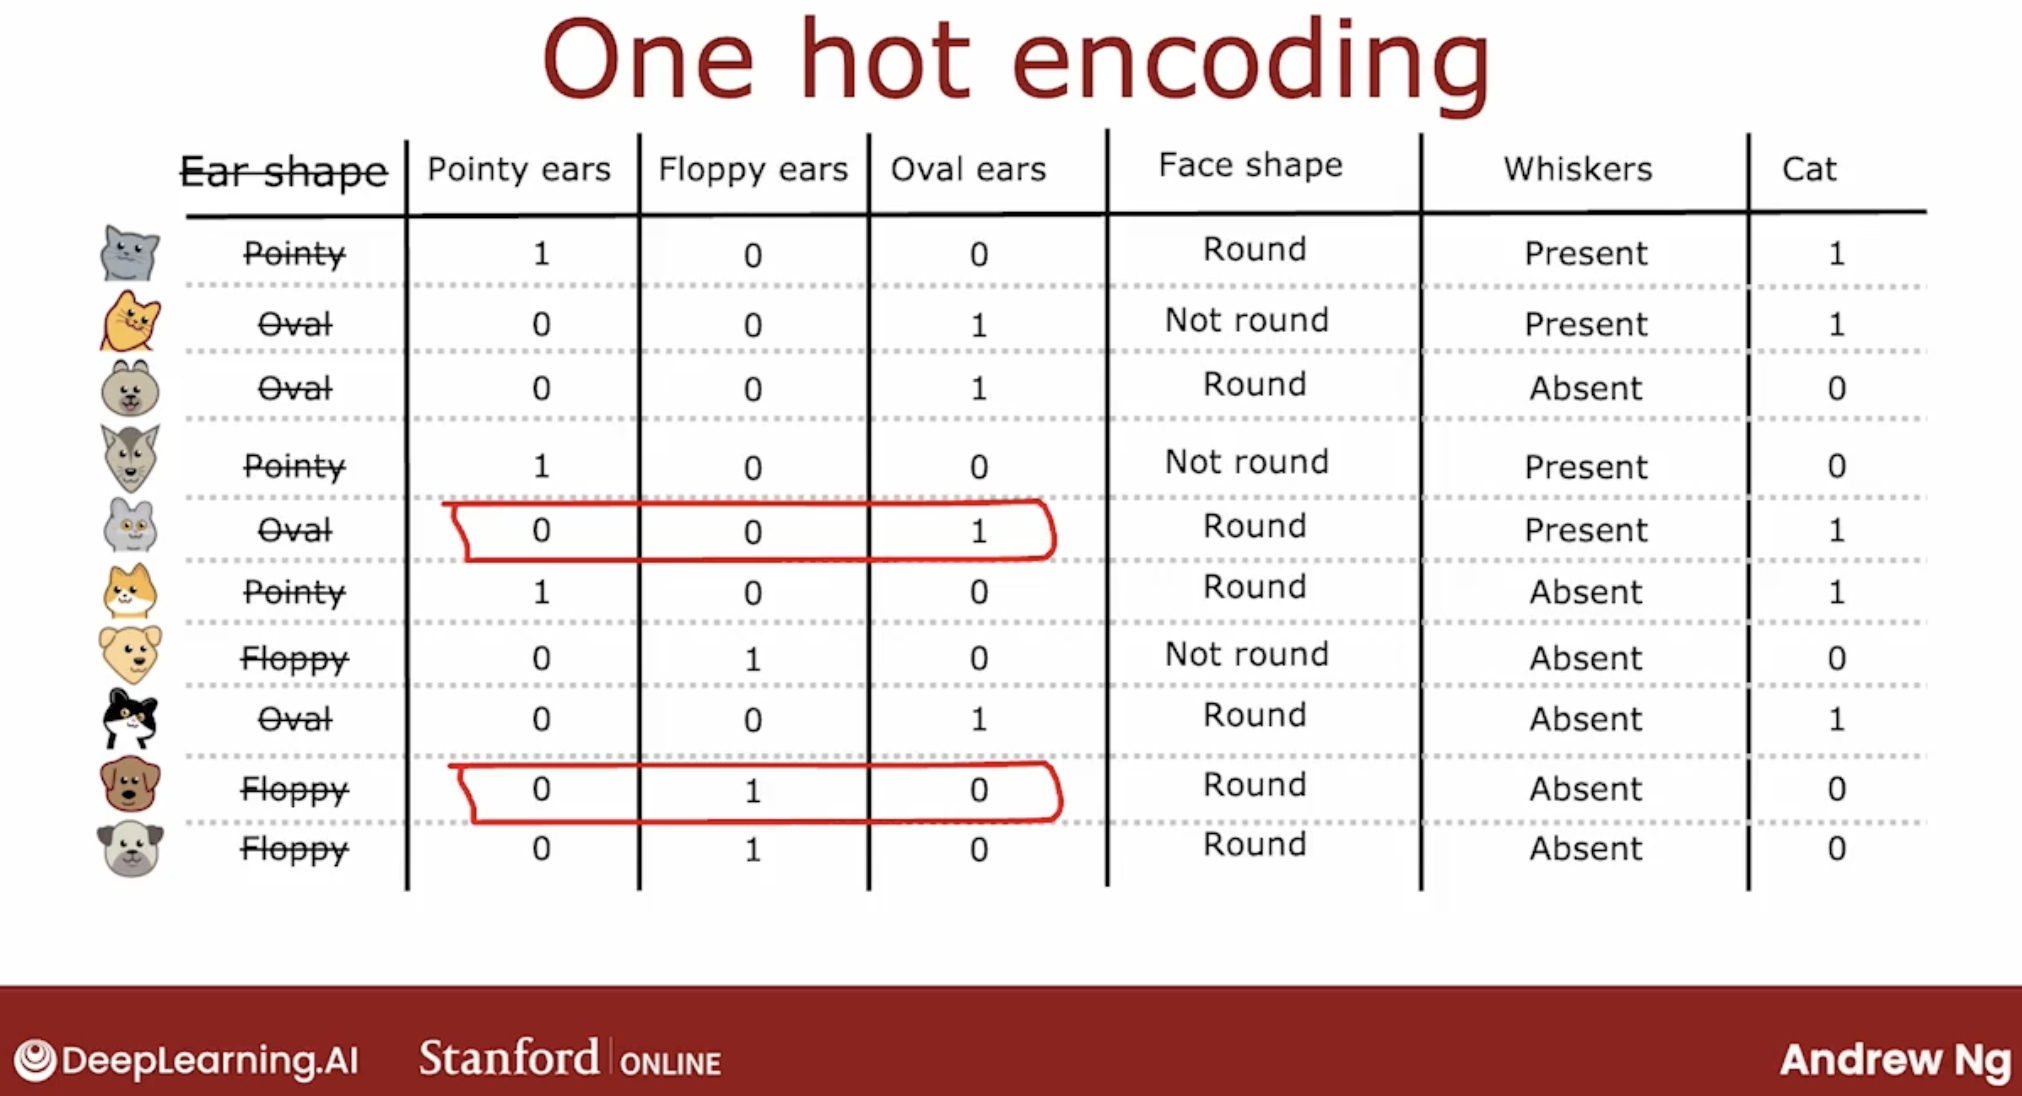 One hot encoding
Ear shape Pointy ears Floppy ears Oval ears Face shape Whiskers Cat
Pointy 1 0 0 Round Present 1
Oval 0 0 1 Not round Present 1
Oval 0 0 1 Round Absent 0
Pointy 1 0 0 Not round Present 0
Oval 0 0 1 Round Present 1
Pointy 1 0 0 Round Absent 1
Floppy 0 1 0 Not round Absent 0
Oval 0 0 1 Round Absent 1
Floppy 0 1 0 Round Absent 0
Floppy 0 1 0 Round Absent 0
DeepLearning.AI Stanford ONLINE Andrew Ng